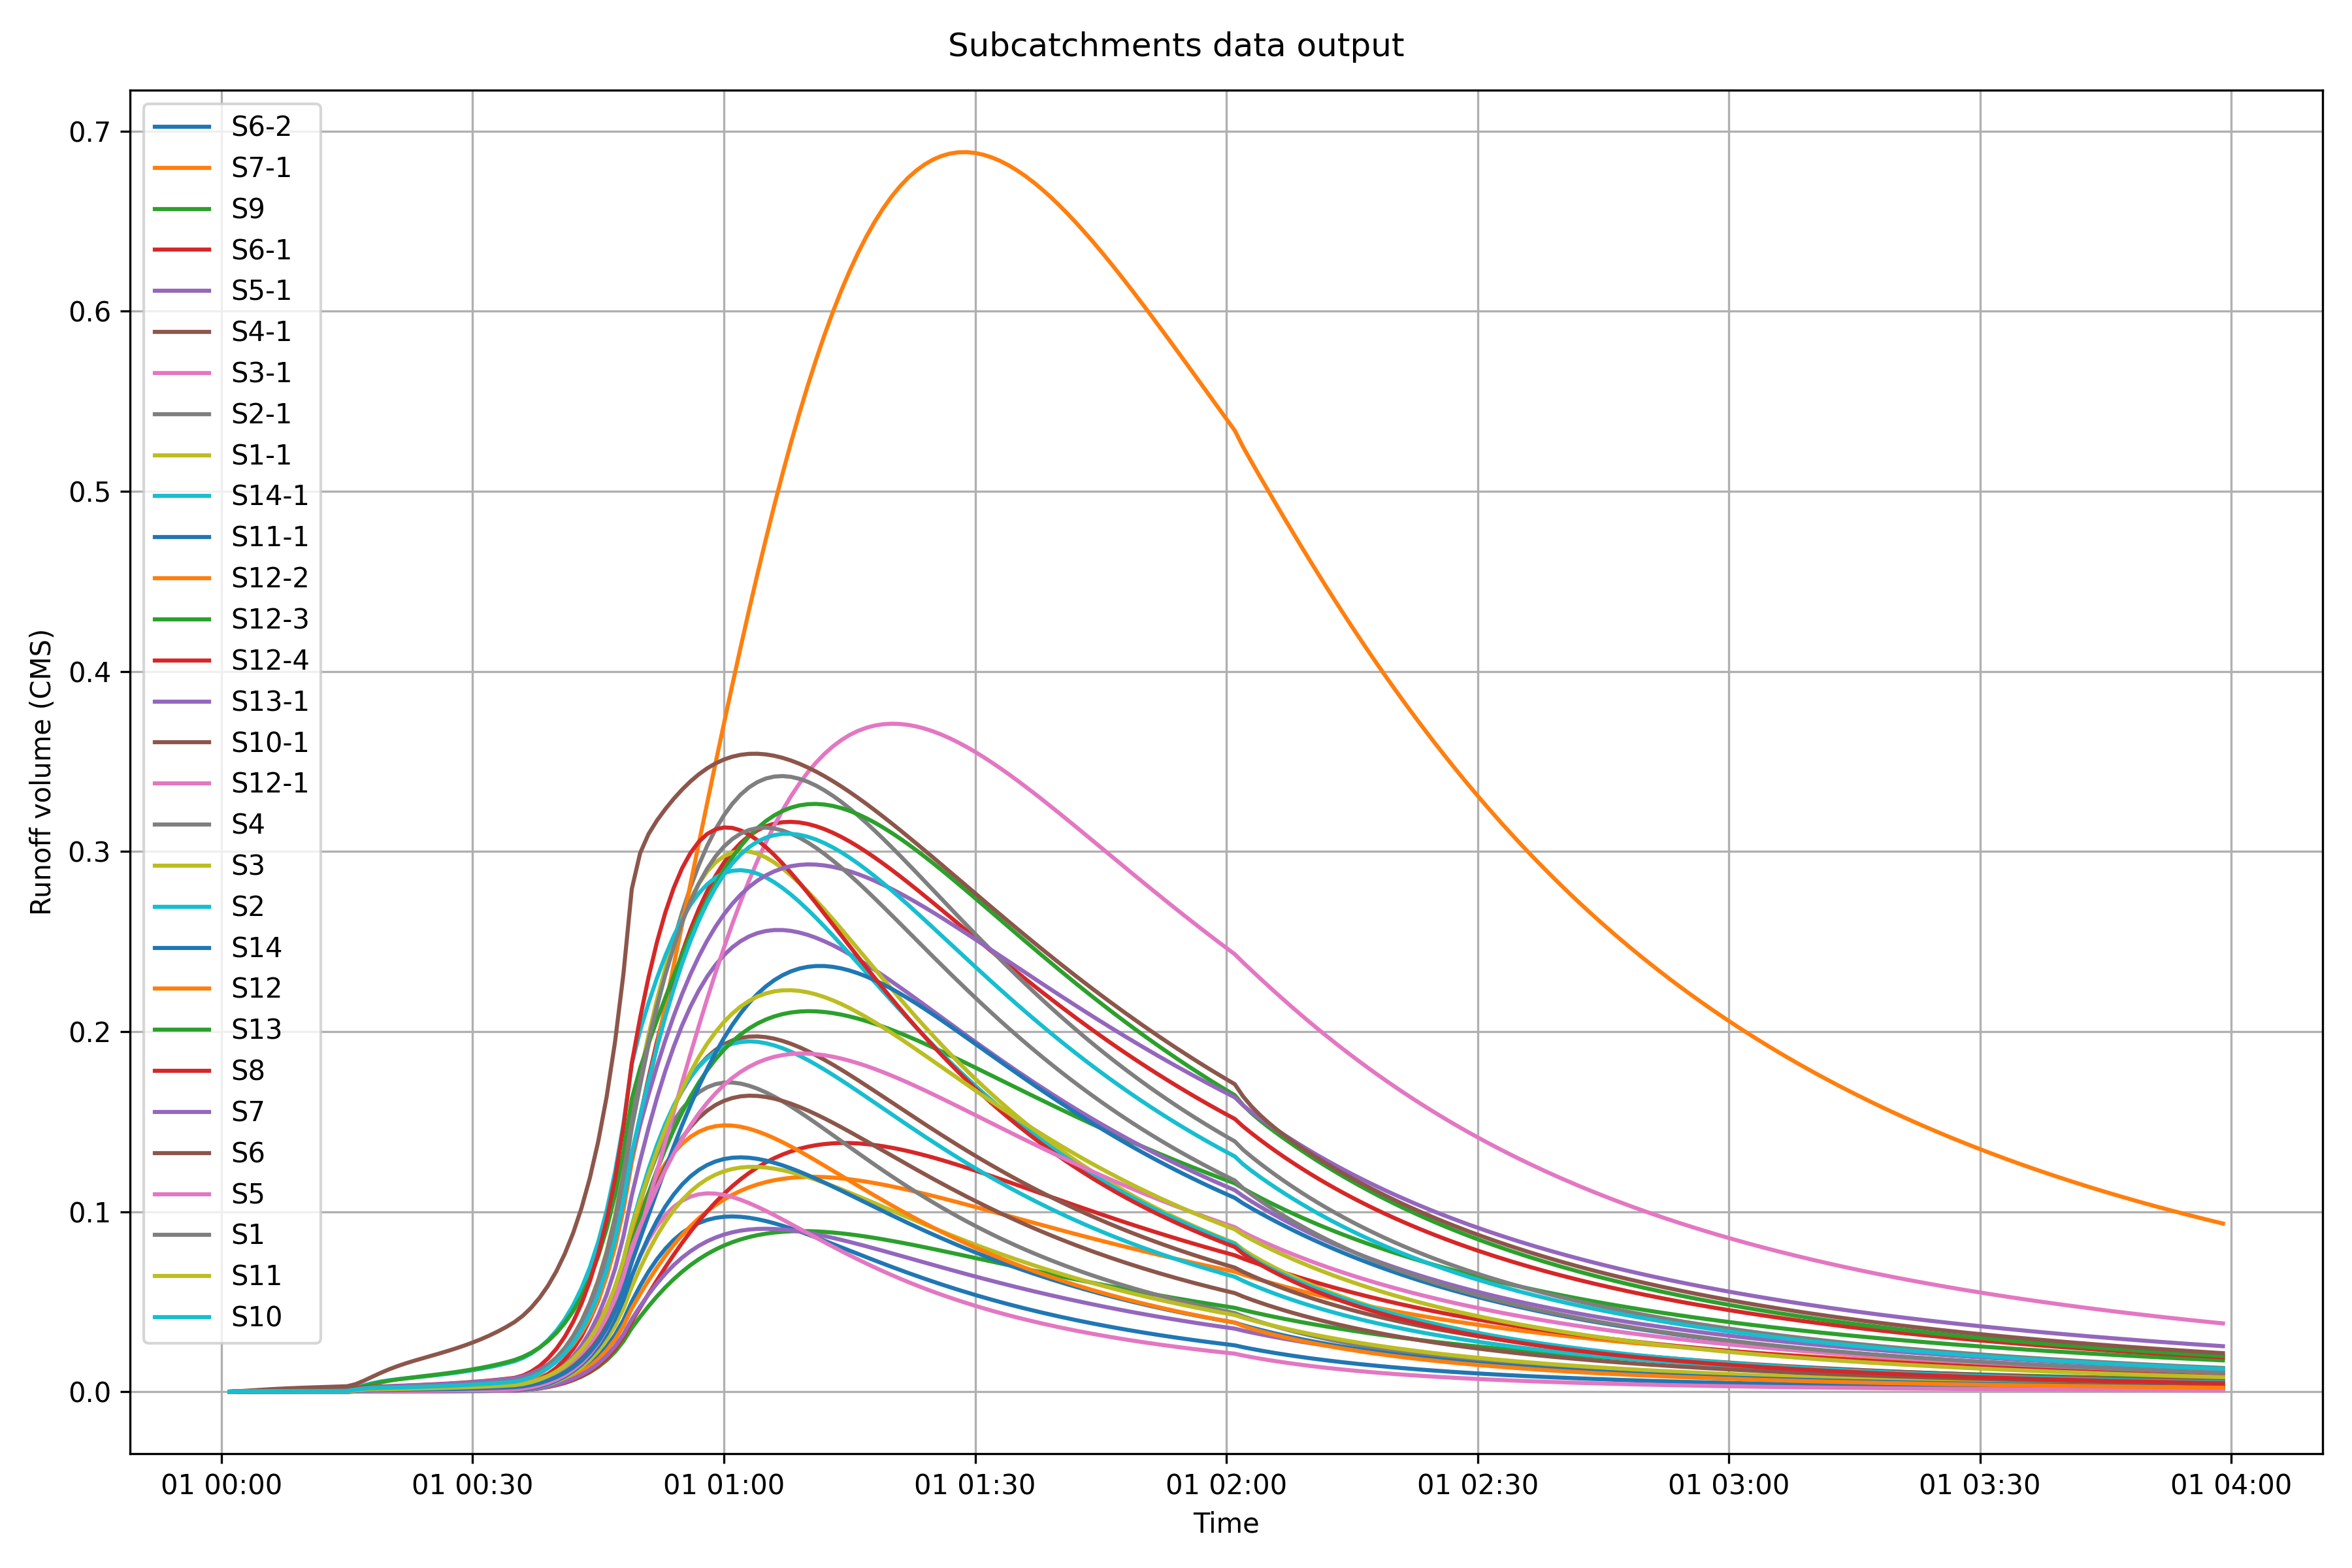 Subcatchments data output
Runoff volume (CMS)
0.7
0.6
0.5
0.4
0.3
0.2
0.1
0.0
S6-2
S7-1
S9
S6-1
S5-1
S4-1
S3-1
S2-1
S1-1
S14-1
S11-1
S12-2
S12-3
S12-4
S13-1
S10-1
S12-1
S4
S3
S2
S14
S12
S13
S8
S7
S6
S5
S1
S11
S10
01 00:00 01 00:30 01 01:00 01 01:30 01 02:00 01 02:30 01 03:00 01 03:30 01 04:00
Time